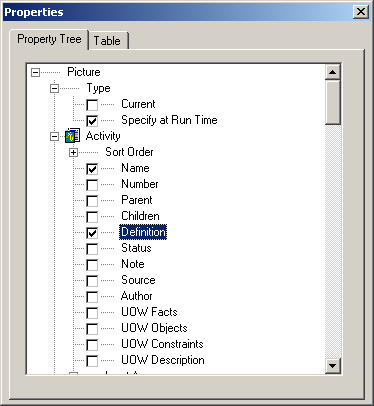 Properties
Property Tree
Table
Picture
Type
Current
Specify at Run Time
Activity
Sort Order
Name
Number
Parent
Children
Definition
Status
Note
Source
Author
UOW Facts
UOW Objects
UOW Constraints
UOW Description